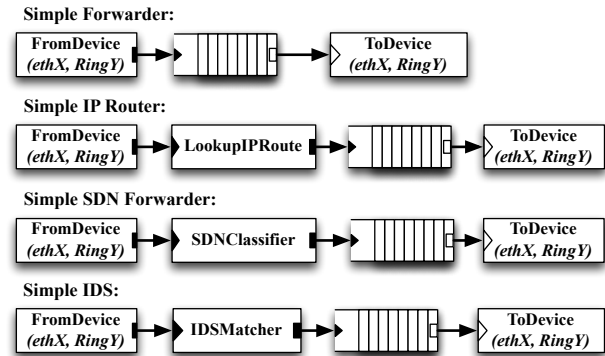 Simple Forwarder:
FromDevice
(ethX, RingY)
ToDevice
(ethX, RingY)
Simple IP Router:
FromDevice
(ethX, RingY)
LookupIPRoute
ToDevice
(ethX, RingY)
Simple SDN Forwarder:
FromDevice
(ethX, RingY)
SDNClassifier
ToDevice
(ethX, RingY)
Simple IDS:
FromDevice
(ethX, RingY)
IDSMatcher
ToDevice
(ethX, RingY)